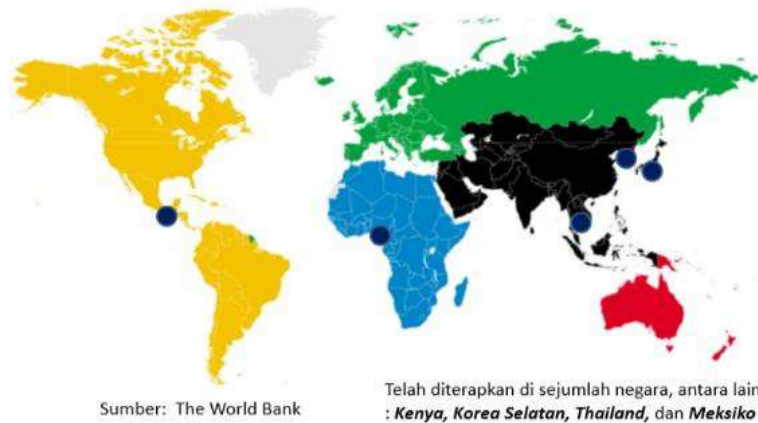 Sumber: The World Bank
Telah diterapkan di sejumlah negara, antara lain
: Kenya, Korea Selatan, Thailand, dan Meksiko